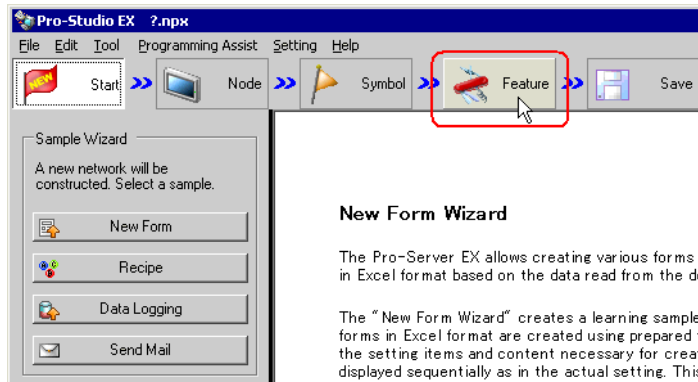 Pro-Studio EX ?.npx
File Edit Tool Programming Assist Setting Help
NEW Start Node Symbol Feature Save
Sample Wizard
A new network will be
constructed. Select a sample.
New Form
Recipe
Data Logging
Send Mail
New Form Wizard
The Pro-Server EX allows creating various forms
in Excel format based on the data read from the
The "New Form Wizard" creates a learning sample
forms in Excel format are created using prepared
the setting items and content necessary for
displayed sequentially as in the actual setting.